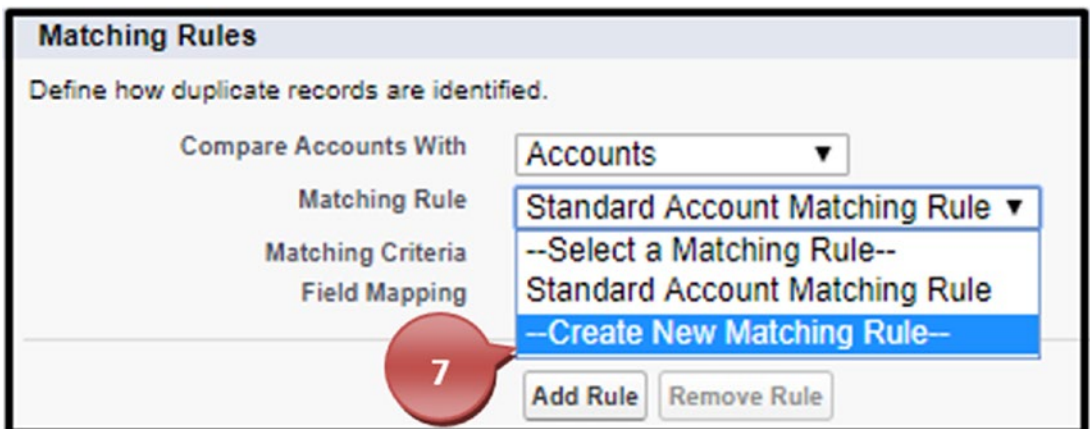 Matching Rules
Define how duplicate records are identified.
Compare Accounts With Accounts ▼
Matching Rule Standard Account Matching Rule ▼
--Select a Matching Rule--
Matching Criteria
Standard Account Matching Rule
Field Mapping
--Create New Matching Rule--
7
Add Rule Remove Rule